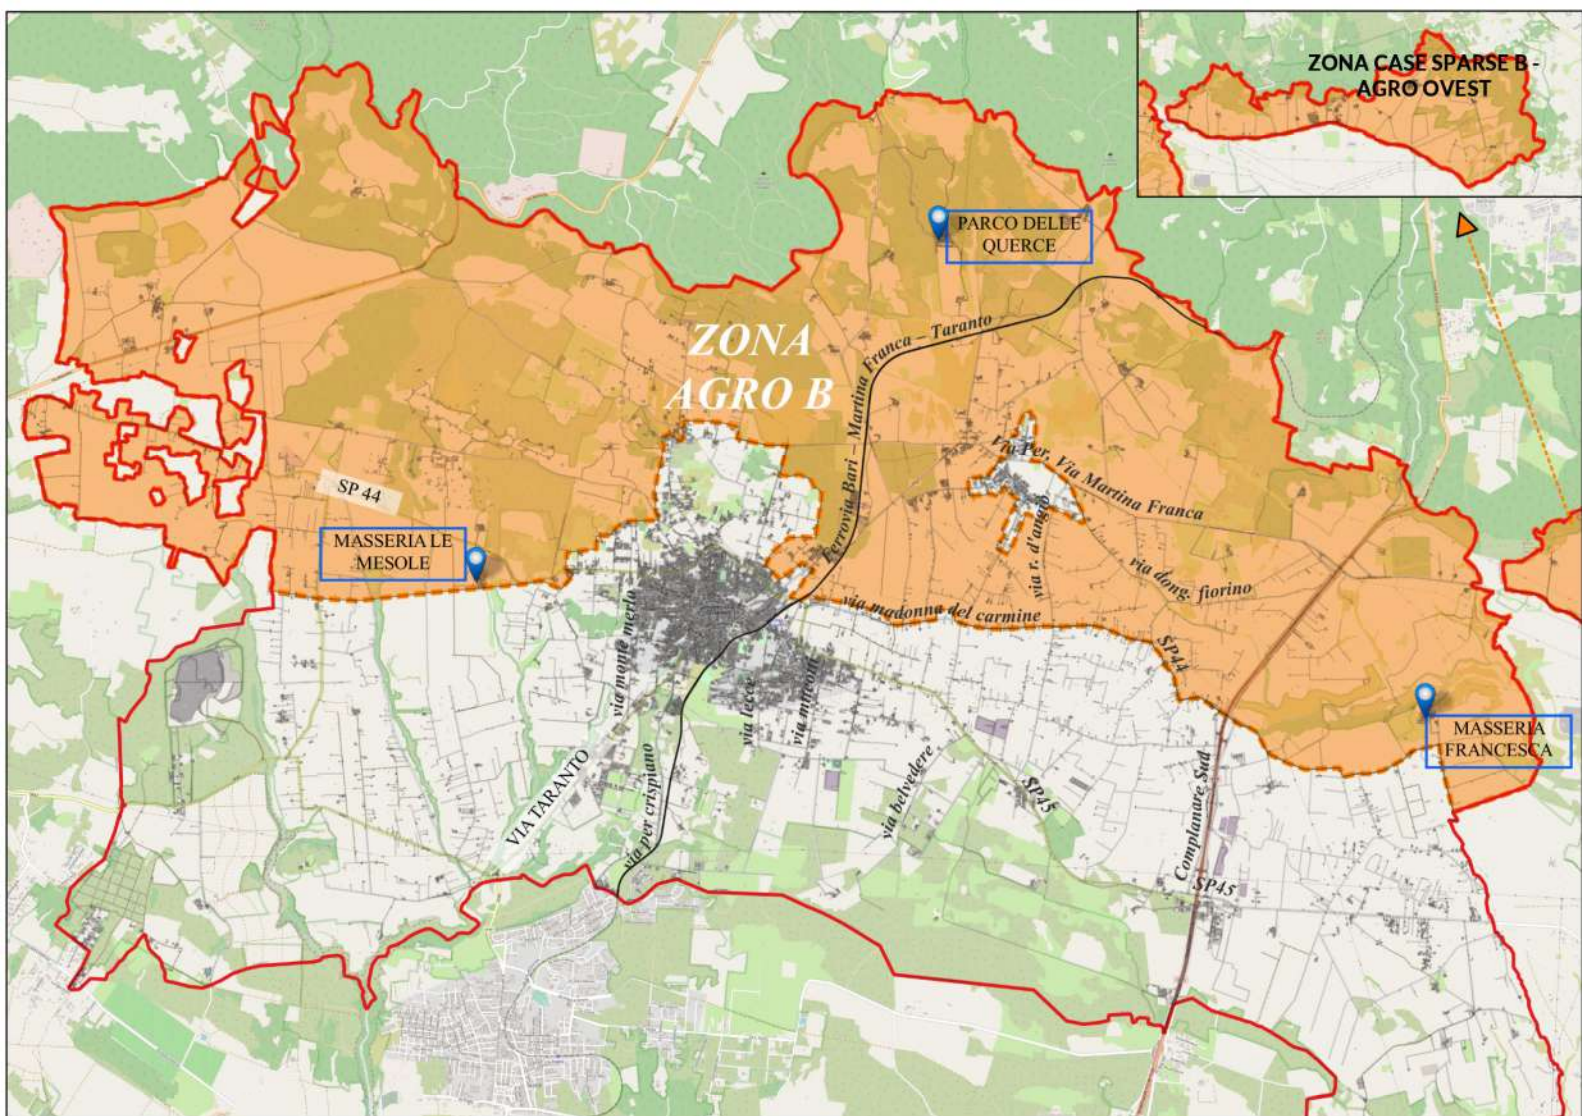 ZONA CASE SPARSE B -
AGRO OVEST
PARCO DELLE
QUERCE
ZONA
AGRO B
Ferrovia Bari – Martina Franca – Taranto
Via Per. Via Martina Franca
SP 44
MASSERIA LE
MESOLE
via r. d'angiò
via dong. fiorino
via madonna del carmine
via monte merlo
SP44
via lecce
MASSERIA
FRANCESCA
VIA TARANTO
via per crispiano
via belvedere
SP45
Complanare Sud
SP45